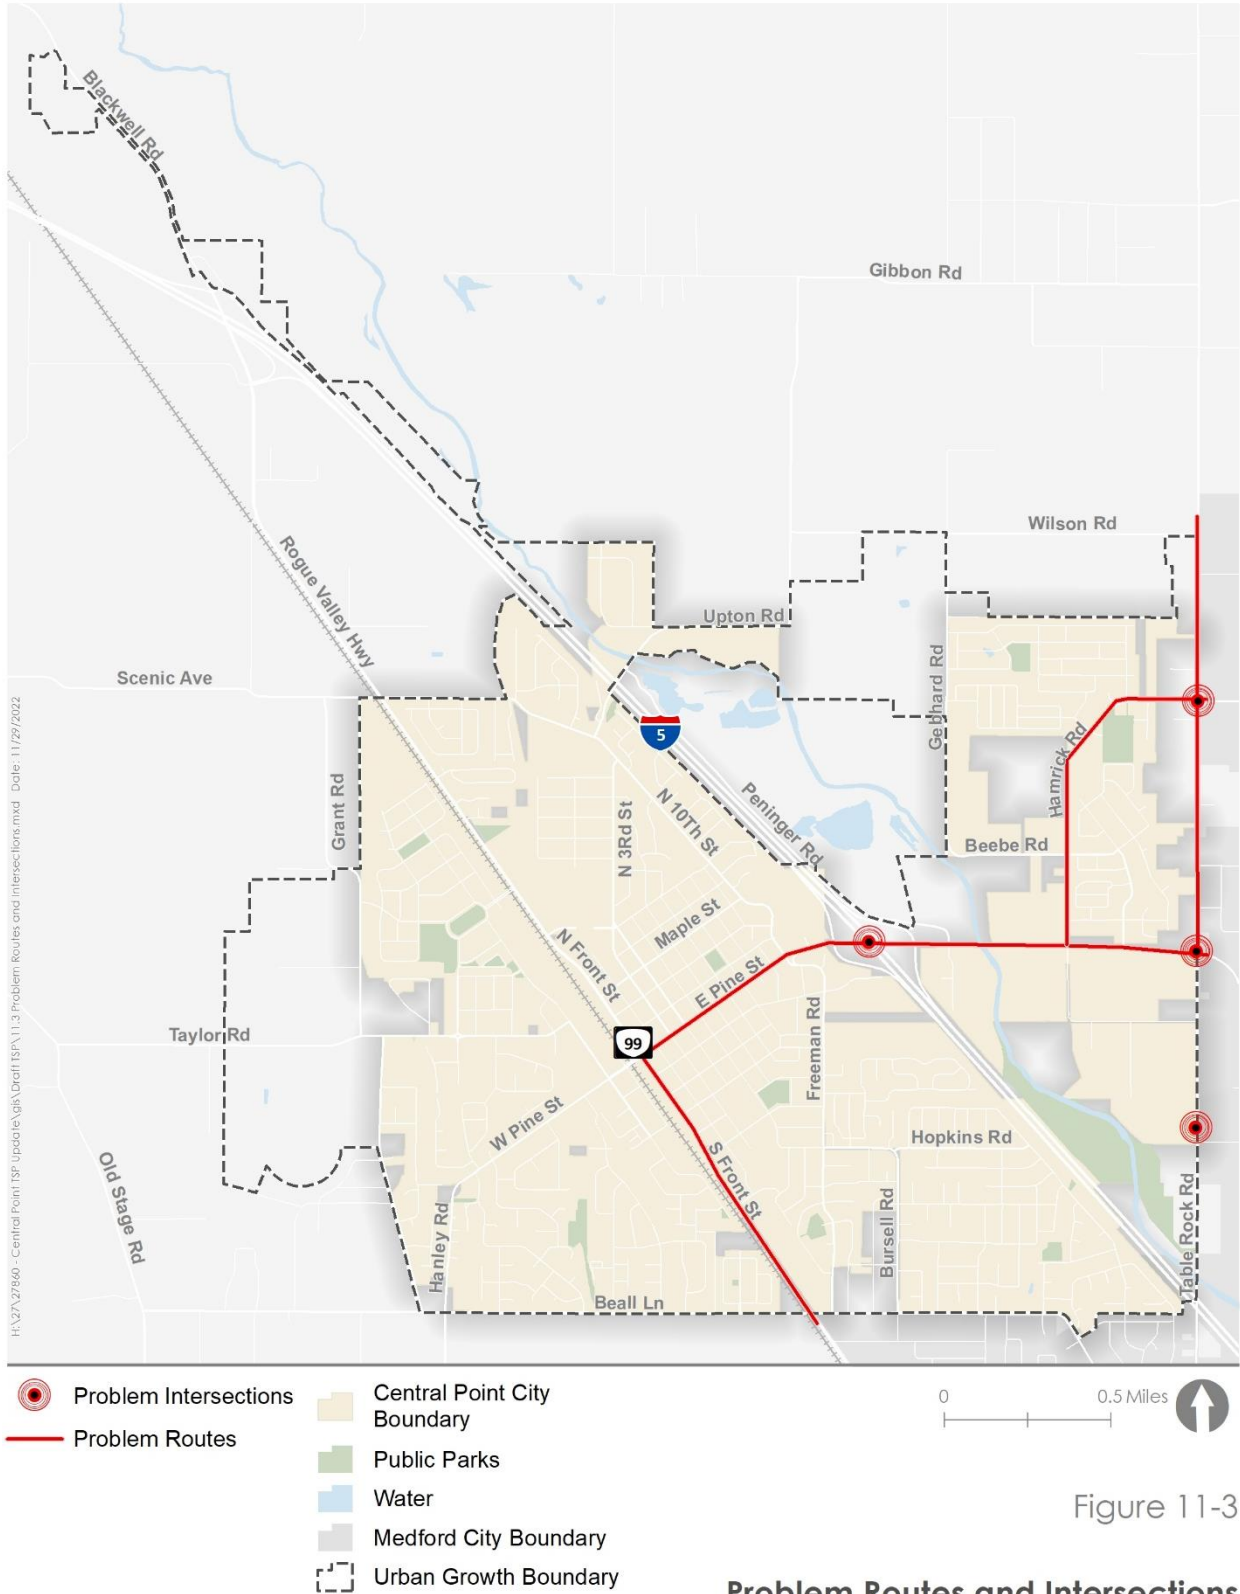 Blackwell Rd
Gibbon Rd
Wilson Rd
Rogue Valley Hwy
Upton Rd
Scenic Ave
Gebhard Rd
5
Hamrick Rd
Peninger Rd
N 10Th St
Grant Rd
N 3Rd St
Beebe Rd
Maple St
N Front St
E Pine St
Taylor Rd
99
Freeman Rd
W Pine St
Hopkins Rd
S Front St
Old Stage Rd
Hanley Rd
Bursell Rd
Table Rock Rd
Beall Ln
H:\27\27860 - Central Point TSP Update\gis\Draft TSP\11.3 Problem Routes and Intersections.mxd Date: 11/29/2022
Problem Intersections
Problem Routes
Central Point City
Boundary
Public Parks
Water
Medford City Boundary
Urban Growth Boundary
0 0.5 Miles
Figure 11-3
Problem Routes and Intersections